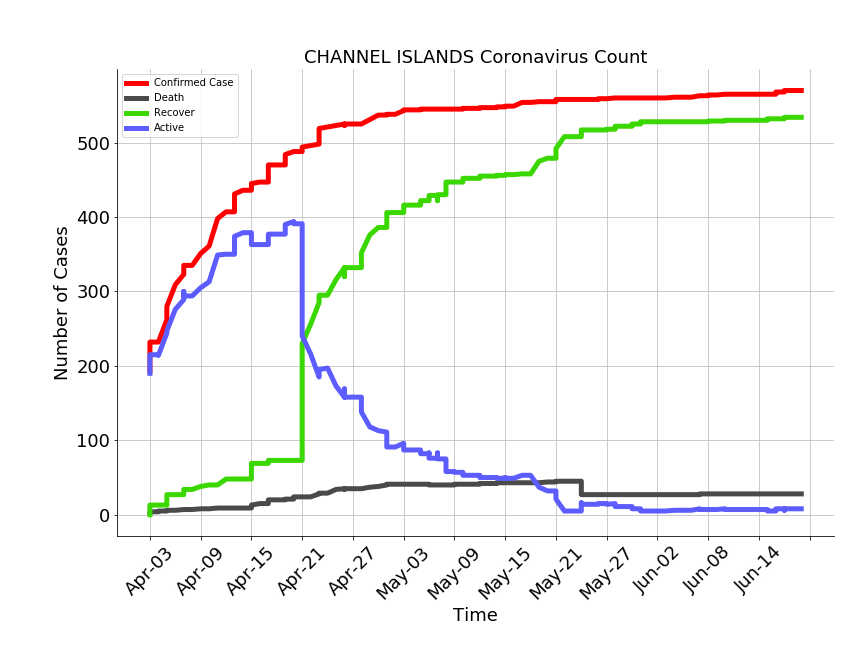 CHANNEL ISLANDS Coronavirus Count
Confirmed Case
Death
Recover
Active
Number of Cases
500
400
300
200
100
0
Apr-03
Apr-09
Apr-15
Apr-21
Apr-27
May-03
May-09
May-15
May-21
May-27
Jun-02
Jun-08
Jun-14
Time